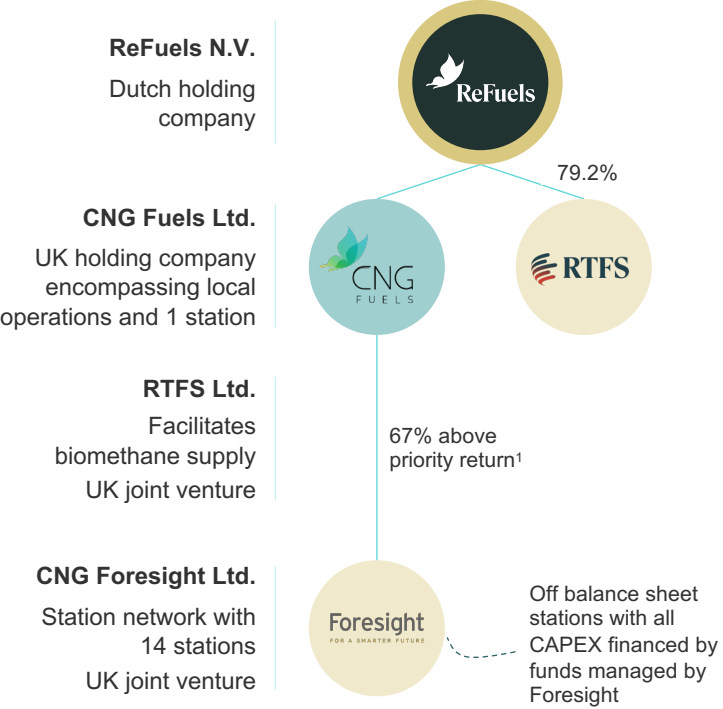 ReFuels N.V.
Dutch holding
company
ReFuels
79.2%
CNG Fuels Ltd.
UK holding company
encompassing local
operations and 1 station
CNG
FUELS
RTFS
RTFS Ltd.
Facilitates
biomethane supply
UK joint venture
67% above
priority return¹
CNG Foresight Ltd.
Station network with
14 stations
UK joint venture
Foresight
FOR A SMARTER FUTURE
Off balance sheet
stations with all
CAPEX financed by
funds managed by
Foresight